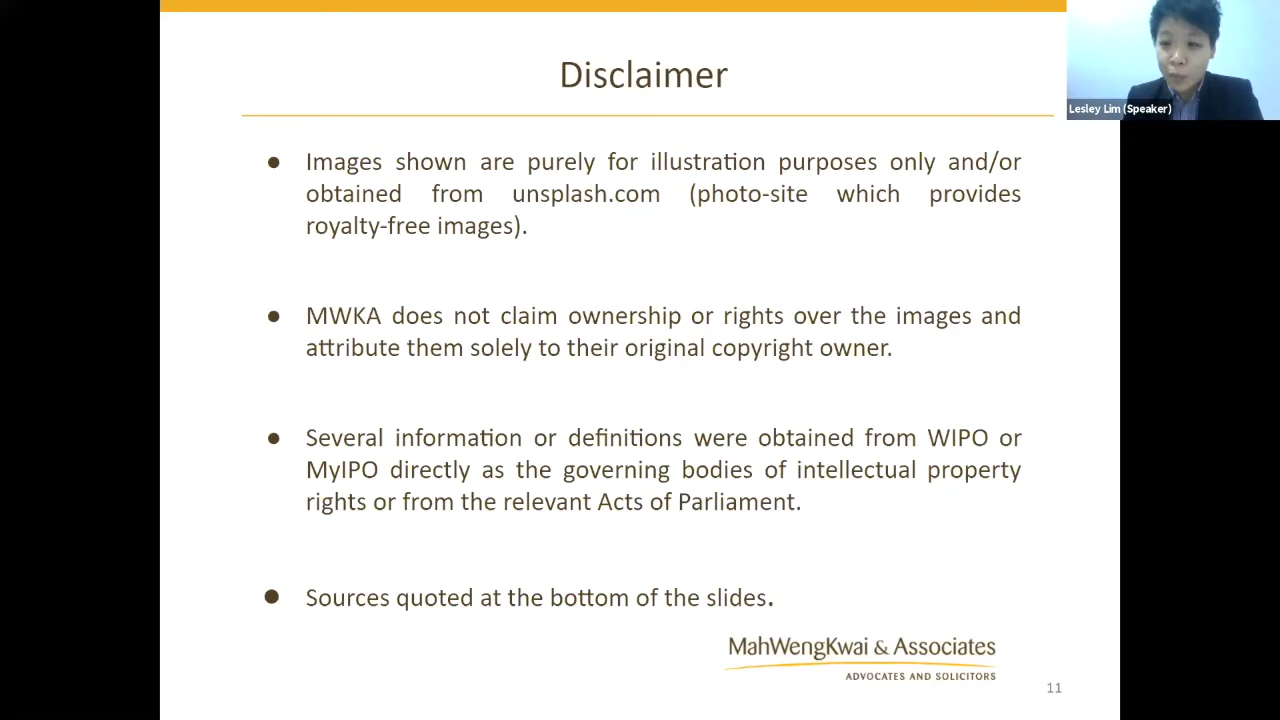 Disclaimer
Lesley Lim (Speaker)
● Images shown are purely for illustration purposes only and/or
obtained from unsplash.com (photo-site which provides
royalty-free images).
● MWKA does not claim ownership or rights over the images and
attribute them solely to their original copyright owner.
● Several information or definitions were obtained from WIPO or
MyIPO directly as the governing bodies of intellectual property
rights or from the relevant Acts of Parliament.
● Sources quoted at the bottom of the slides.
MahWengKwai & Associates
ADVOCATES AND SOLICITORS
11